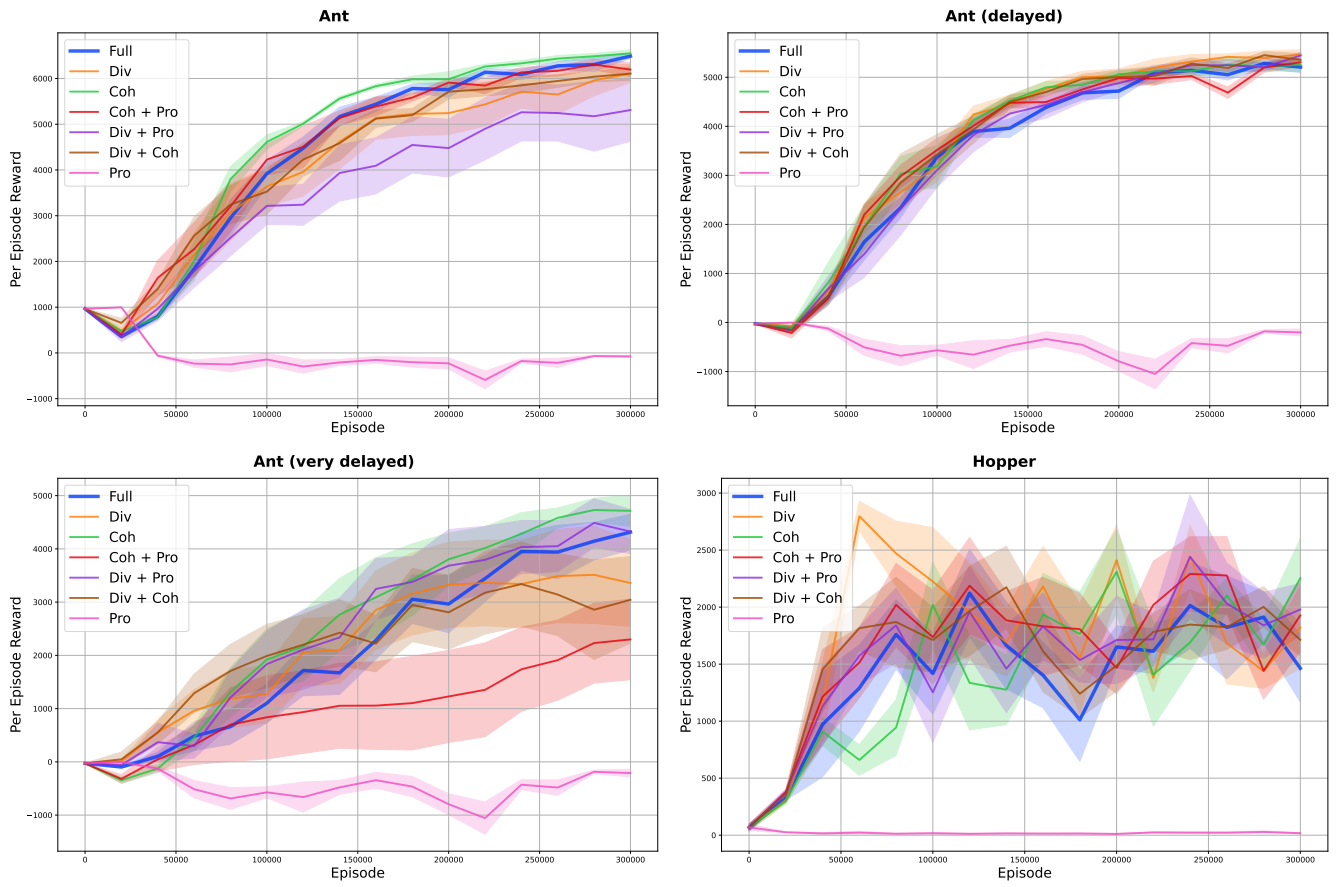 Ant
Per Episode Reward
6000
5000
4000
3000
2000
1000
0
−1000
Full
Div
Coh
Coh + Pro
Div + Pro
Div + Coh
Pro
0 50000 100000 150000 200000 250000 300000
Episode
Ant (delayed)
Per Episode Reward
5000
4000
3000
2000
1000
0
−1000
Full
Div
Coh
Coh + Pro
Div + Pro
Div + Coh
Pro
0 50000 100000 150000 200000 250000 300000
Episode
Ant (very delayed)
Per Episode Reward
5000
4000
3000
2000
1000
0
−1000
Full
Div
Coh
Coh + Pro
Div + Pro
Div + Coh
Pro
0 50000 100000 150000 200000 250000 300000
Episode
Hopper
Per Episode Reward
3000
2500
2000
1500
1000
500
0
Full
Div
Coh
Coh + Pro
Div + Pro
Div + Coh
Pro
0 50000 100000 150000 200000 250000 300000
Episode